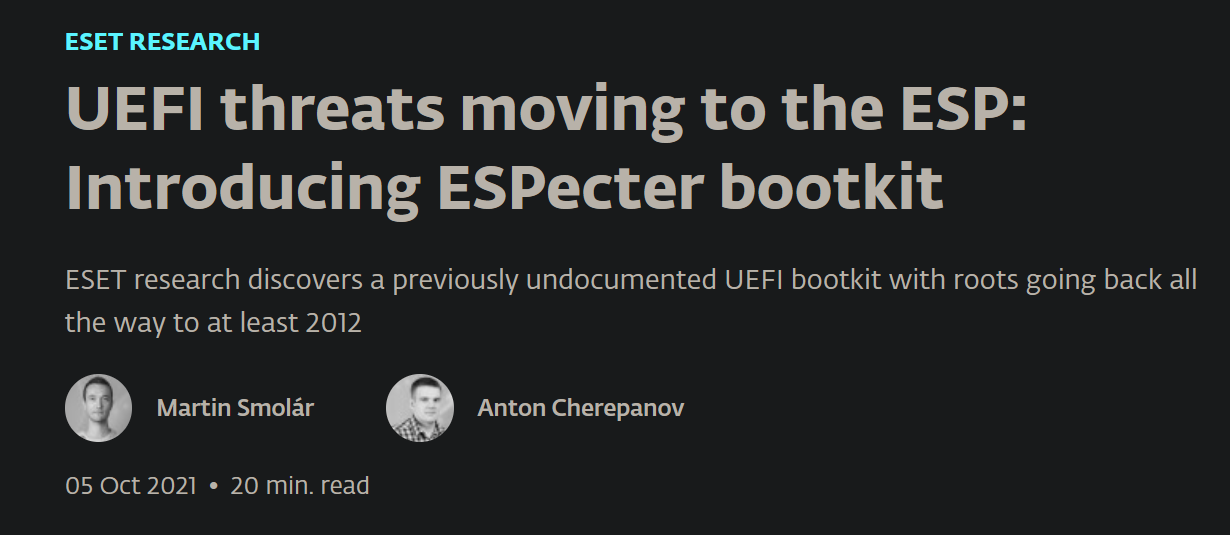 ESET RESEARCH
UEFI threats moving to the ESP:
Introducing ESPecter bootkit
ESET research discovers a previously undocumented UEFI bootkit with roots going back all
the way to at least 2012
Martin Smolár Anton Cherepanov
05 Oct 2021 • 20 min. read